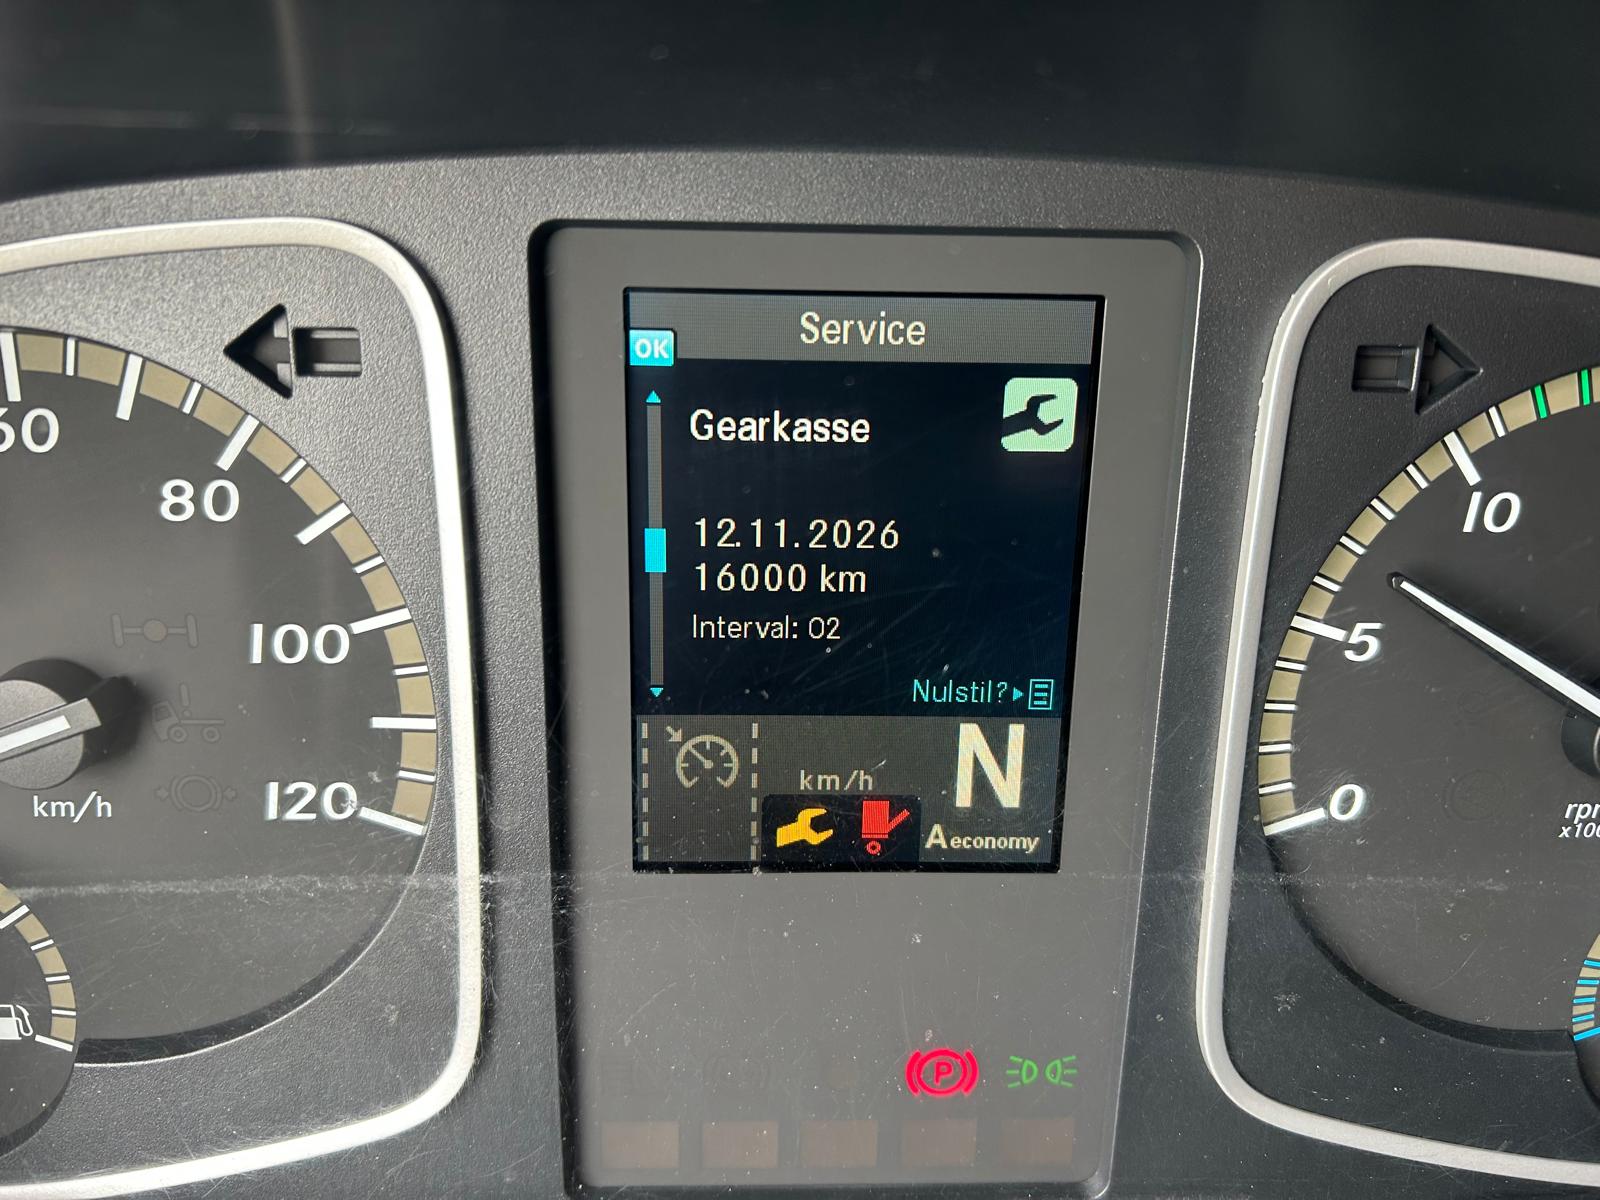 Service
OK
Gearkasse
12.11.2026
16000 km
Interval: 02
Nulstil?
km/h
N
Aeconomy
60
80
100
120
km/h
10
5
0
P